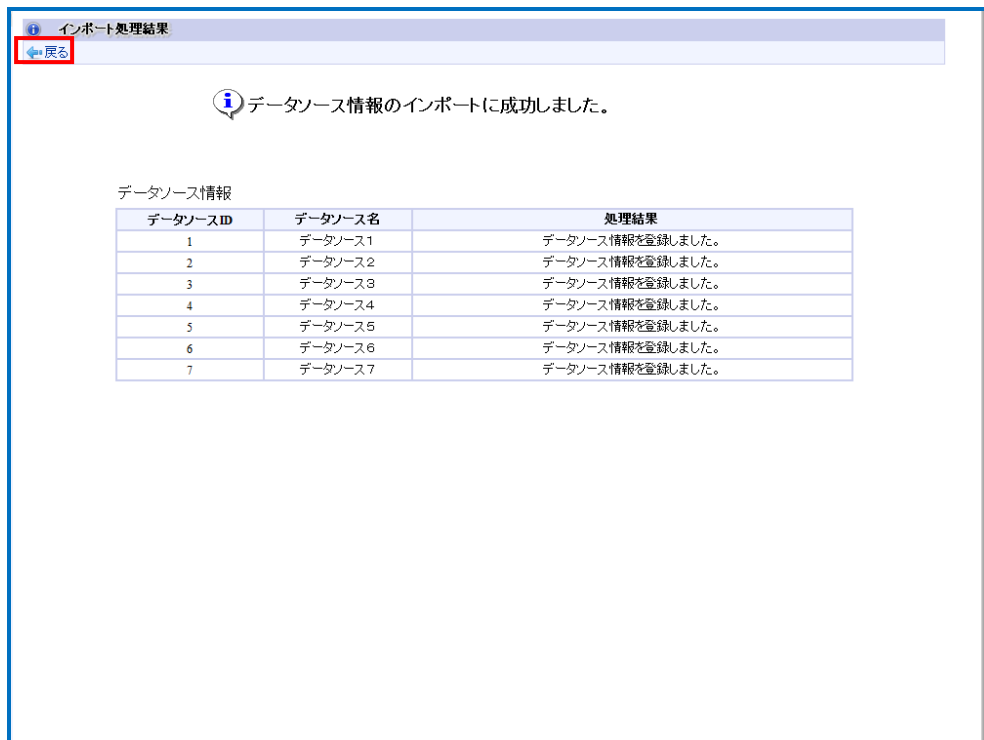 インポート処理結果
戻る
データソース情報のインポートに成功しました。
データソース情報
データソースID データソース名 処理結果
1 データソース1 データソース情報を登録しました。
2 データソース2 データソース情報を登録しました。
3 データソース3 データソース情報を登録しました。
4 データソース4 データソース情報を登録しました。
5 データソース5 データソース情報を登録しました。
6 データソース6 データソース情報を登録しました。
7 データソース7 データソース情報を登録しました。